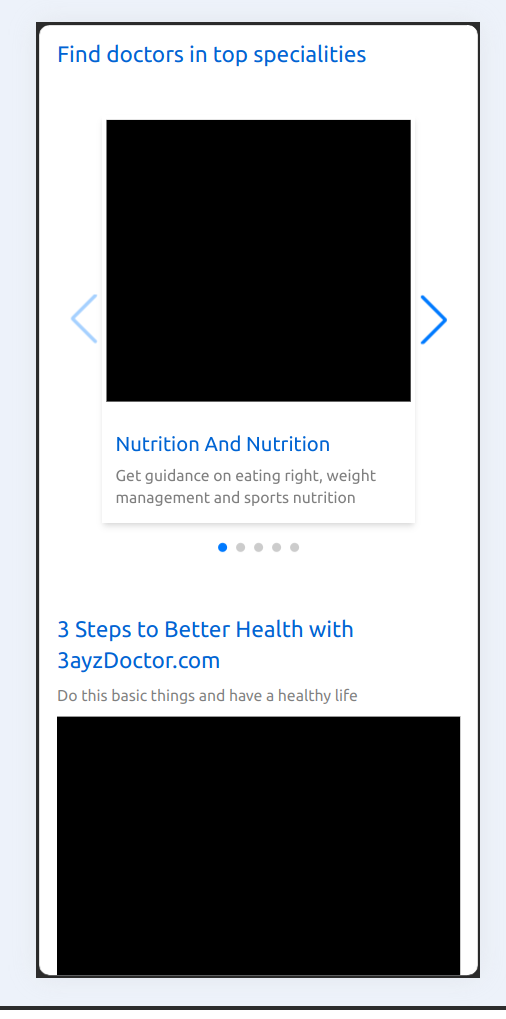 Find doctors in top specialities
Nutrition And Nutrition
Get guidance on eating right, weight
management and sports nutrition
3 Steps to Better Health with
3ayzDoctor.com
Do this basic things and have a healthy life